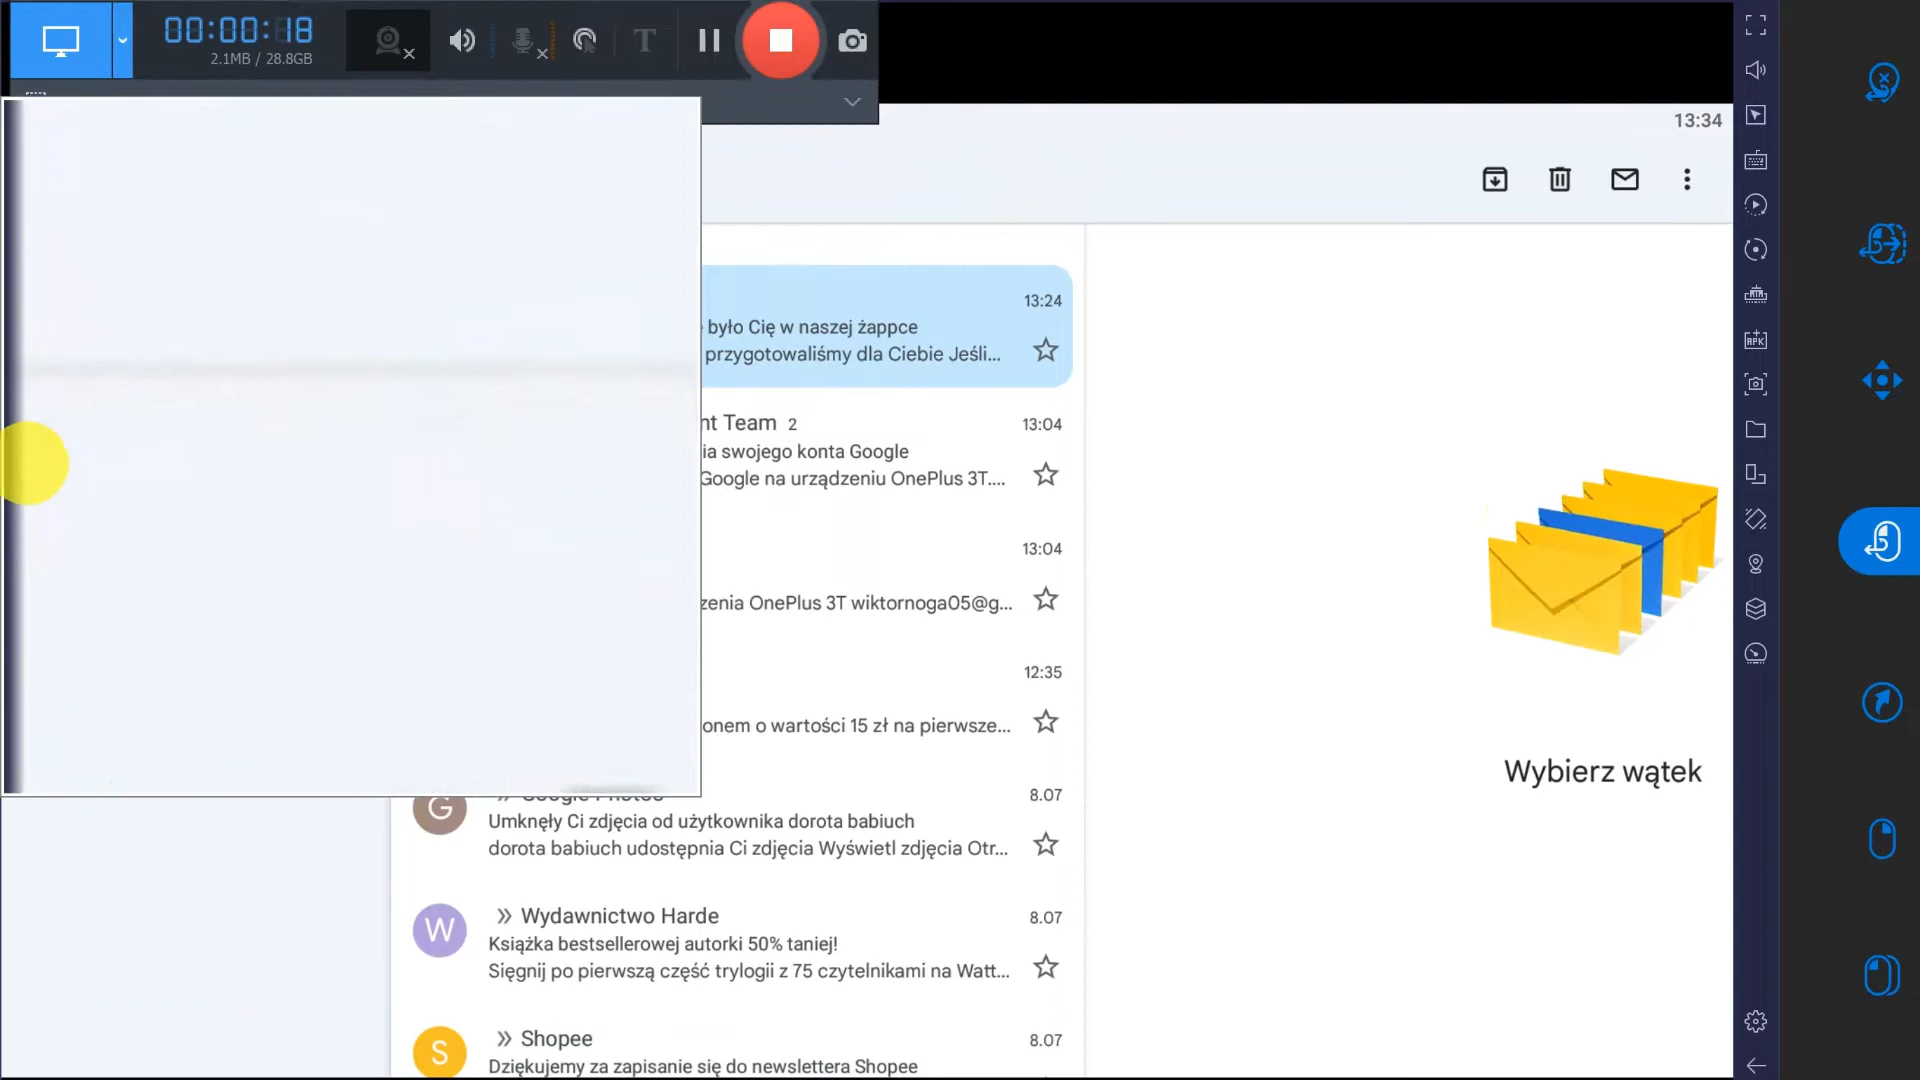 00:00:18
2.1MB / 28.8GB
T
13:34
13:24
było Cię w naszej żappce
przygotowaliśmy dla Ciebie Jeśli...
nt Team 2
13:04
ia swojego konta Google
Google na urządzeniu OnePlus 3T....
13:04
zenia OnePlus 3T wiktornoga05@g...
12:35
onem o wartości 15 zł na pierwsze...
G
Google Photos
8.07
Umknęły Ci zdjęcia od użytkownika dorota babiuch
dorota babiuch udostępnia Ci zdjęcia Wyświetl zdjęcia Otr...
W
Wydawnictwo Harde
8.07
Książka bestsellerowej autorki 50% taniej!
Sięgnij po pierwszą część trylogii z 75 czytelnikami na Watt...
S
Shopee
8.07
Dziękujemy za zapisanie się do newslettera Shopee
Wybierz wątek
APK